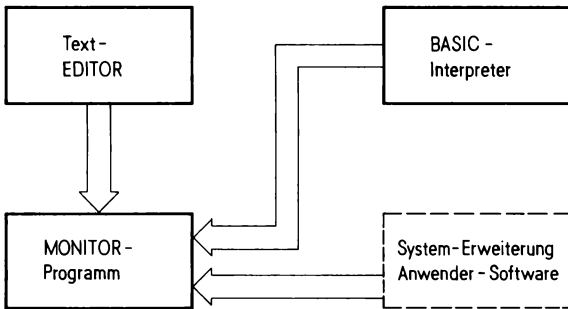 Text-
EDITOR
BASIC-
Interpreter
MONITOR-
Programm
System-Erweiterung
Anwender-Software